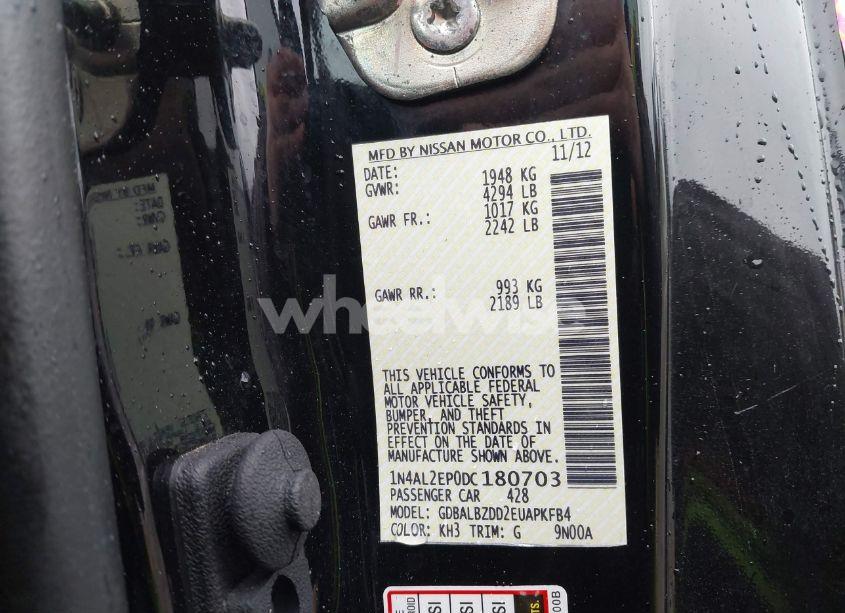 MFD BY NISSAN MOTOR CO., LTD.
DATE: 11/12
GVWR: 1948 KG
4294 LB
GAWR FR.: 1017 KG
2242 LB
GAWR RR.: 993 KG
2189 LB
THIS VEHICLE CONFORMS TO
ALL APPLICABLE FEDERAL
MOTOR VEHICLE SAFETY,
BUMPER, AND THEFT
PREVENTION STANDARDS IN
EFFECT ON THE DATE OF
MANUFACTURE SHOWN ABOVE.
1N4AL2EP0DC180703
PASSENGER CAR 428
MODEL: GDBALBZDD2EUAPKFB4
COLOR: KH3 TRIM: G 9N00A
wheelwise